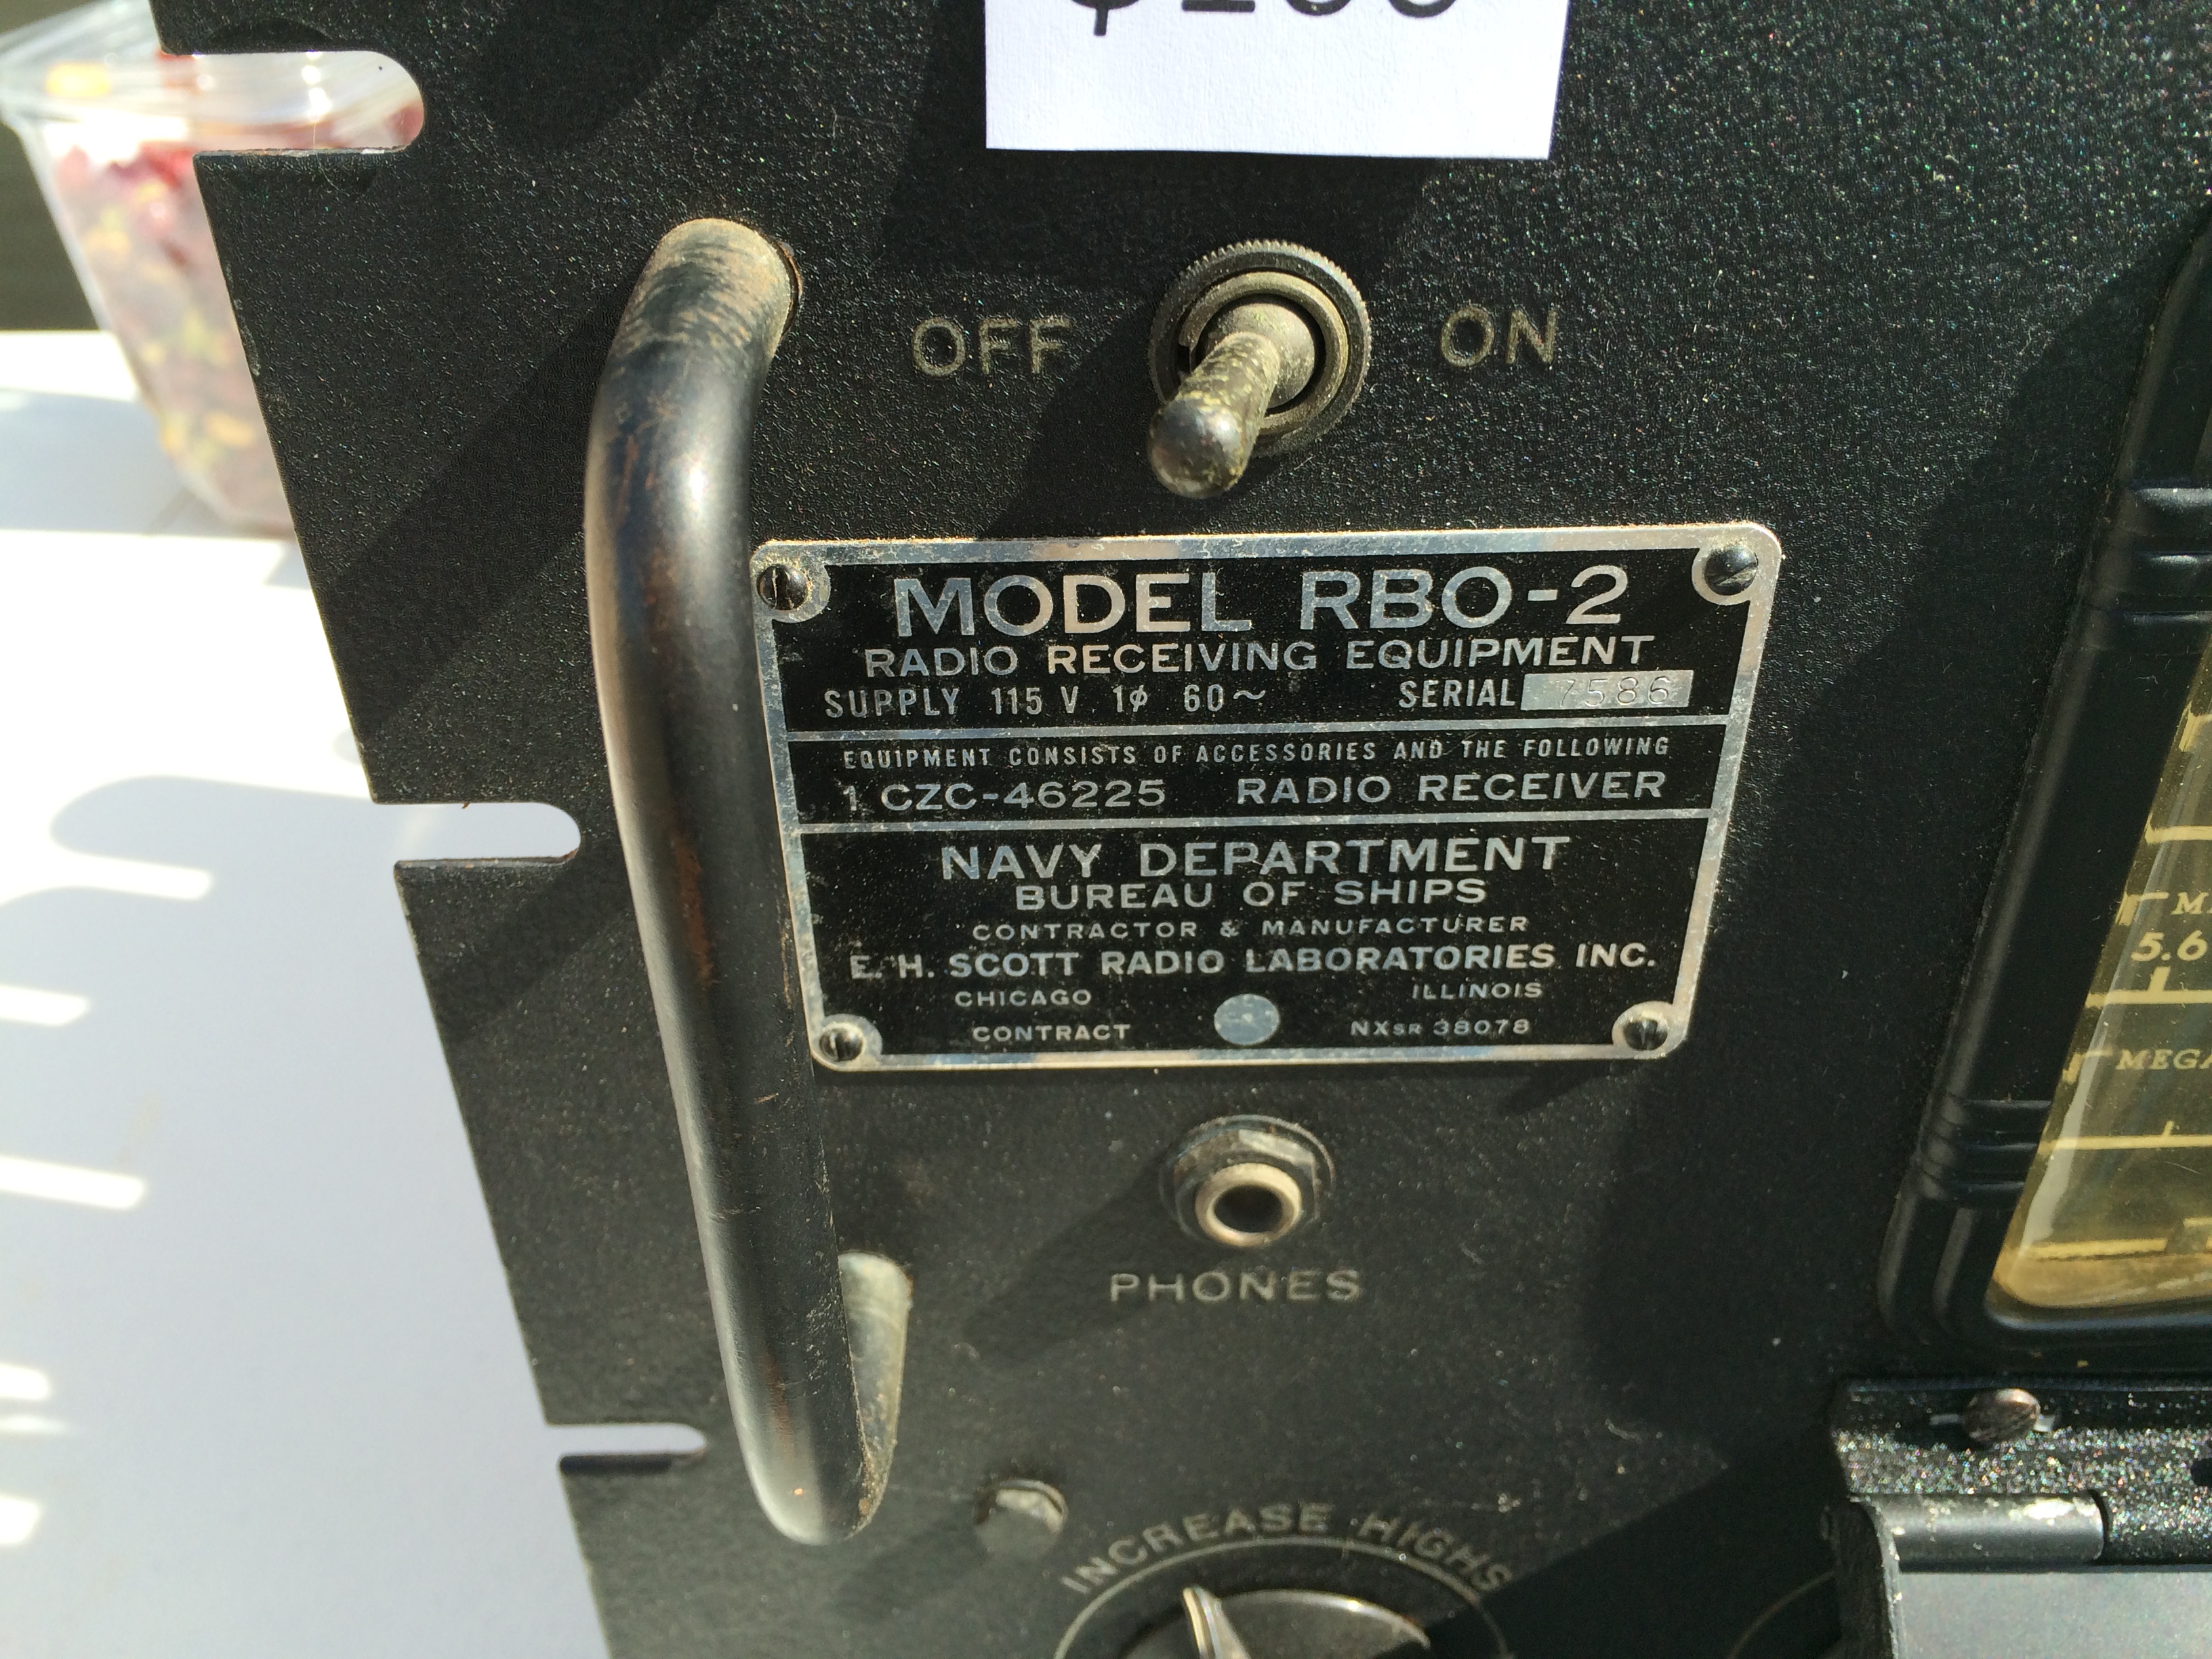 OFF ON
MODEL RBO-2
RADIO RECEIVING EQUIPMENT
SUPPLY 115 V 1φ 60~ SERIAL 7586
EQUIPMENT CONSISTS OF ACCESSORIES AND THE FOLLOWING
1 CZC-46225 RADIO RECEIVER
NAVY DEPARTMENT
BUREAU OF SHIPS
CONTRACTOR & MANUFACTURER
E. H. SCOTT RADIO LABORATORIES INC.
CHICAGO ILLINOIS
CONTRACT NXSR 38078
5.6
PHONES
INCREASE HIGHS